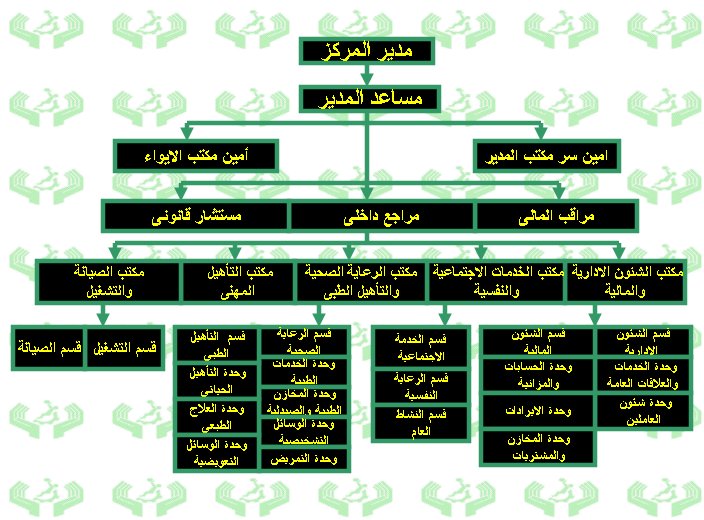 مدير المركز
مساعد المدير
امين سر مكتب المدير
أمين مكتب الايواء
مراقب المالى
مراجع داخلى
مستشار قانونى
مكتب الشئون الادارية
والمالية
مكتب الخدمات الاجتماعية
والنفسية
مكتب الرعاية الصحية
والتأهيل الطبى
مكتب التأهيل
المهنى
مكتب الصيانة
والتشغيل
قسم الشئون
الادارية
وحدة الخدمات
والعلاقات العامة
وحدة شئون
العاملين
قسم الشئون
المالية
وحدة الحسابات
والمزانية
وحدة الايرادات
وحدة المخازن
والمشتريات
قسم الخدمة
الاجتماعية
قسم الرعاية
النفسية
قسم النشاط
العام
قسم الرعاية
الصحية
وحدة الخدمات
الطبية
وحدة المخازن
الطبية والصيدلية
وحدة الوسائل
التشخيصية
وحدة التمريض
قسم التأهيل
الطبي
وحدة التأهيل
الحياتى
وحدة العلاج
الطبعي
وحدة الوسائل
التعويضية
قسم التشغيل
قسم الصيانة